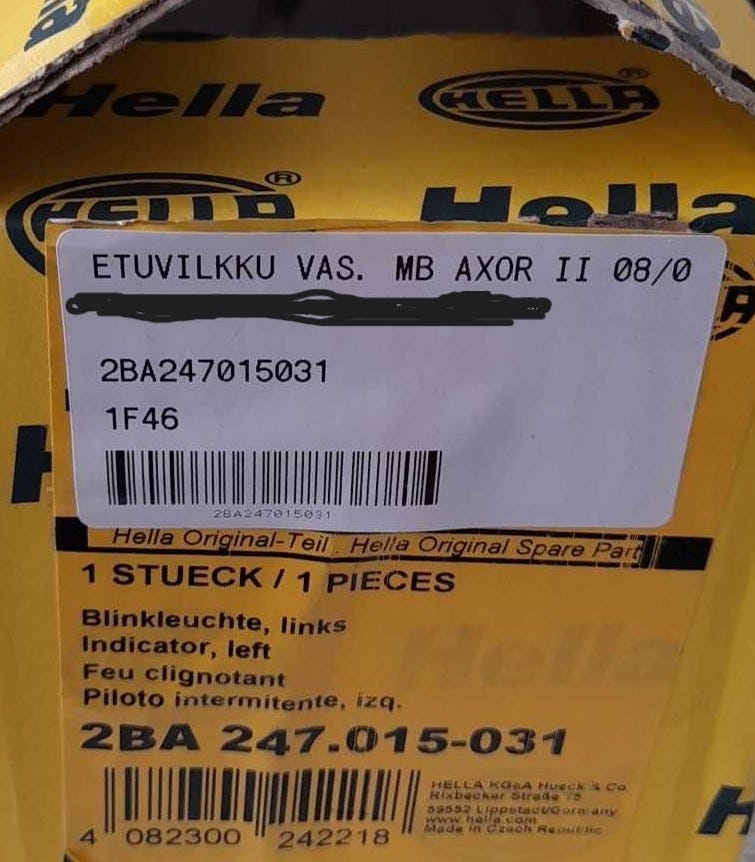 Hella HELLA ®
HELLA ® Hella
ETUVILKKU VAS. MB AXOR II 08/0
2BA247015031
1F46
2BA247015031
Hella Original-Teil . Hella Original Spare Part
1 STUECK / 1 PIECES
Blinkleuchte, links
Indicator, left
Feu clignotant
Piloto intermitente, izq.
Hella
2BA 247.015-031
HELLA KGaA Hueck & Co.
Rixbecker Straße 75
59552 Lippstadt/Germany
www.hella.com
Made in Czech Republic
4 082300 242218